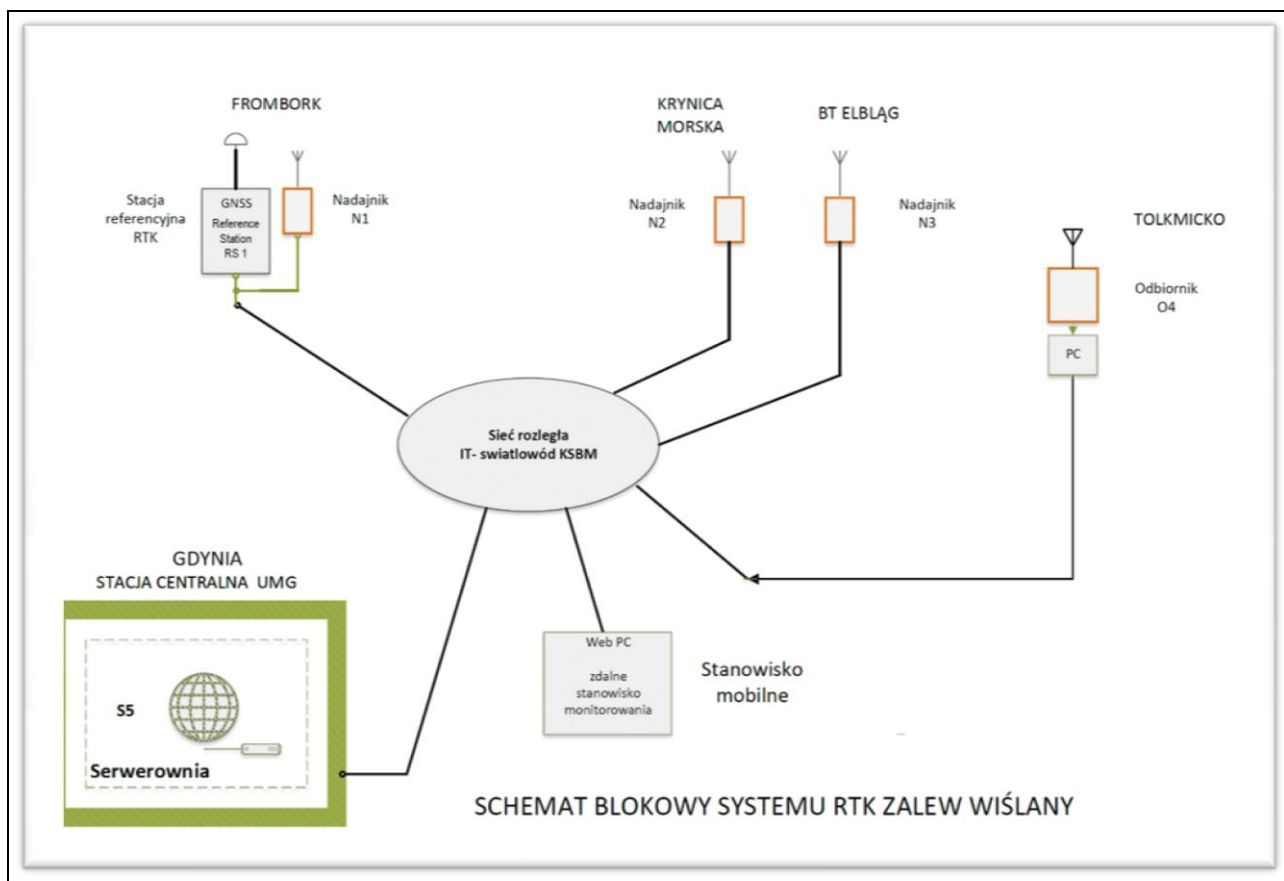 FROMBORK
Stacja
referencyjna
RTK
GNSS
Reference
Station
RS 1
Nadajnik
N1
KRYNICA
MORSKA
Nadajnik
N2
BT ELBLĄG
Nadajnik
N3
TOLKMICKO
Odbiornik
O4
PC
Sieć rozległa
IT- swiatłowód KSBM
GDYNIA
STACJA CENTRALNA UMG
S5
Serwerownia
Web PC
zdalne
stanowisko
monitorowania
Stanowisko
mobilne
SCHEMAT BLOKOWY SYSTEMU RTK ZALEW WIŚLANY